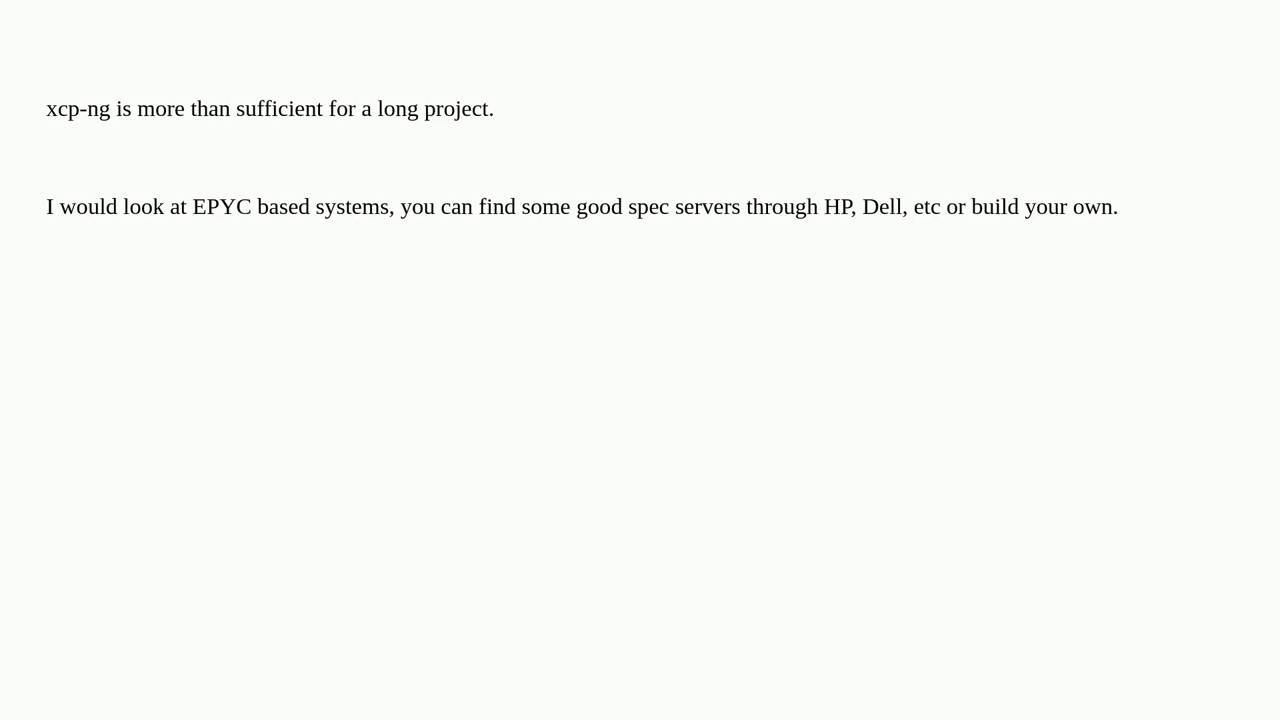 xcp-ng is more than sufficient for a long project.
I would look at EPYC based systems, you can find some good spec servers through HP, Dell, etc or build your own.